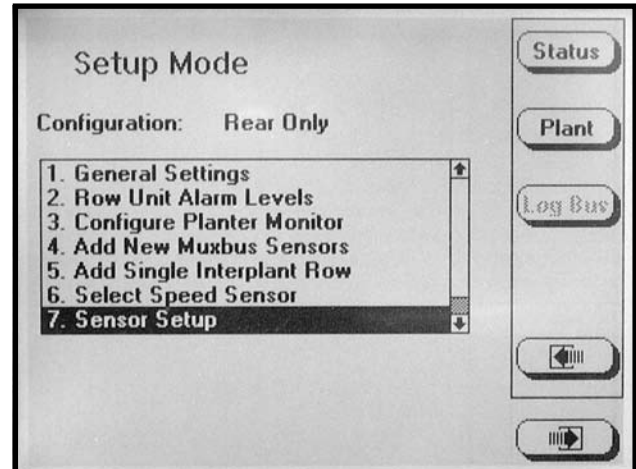 Setup Mode
Configuration: Rear Only
1. General Settings
2. Row Unit Alarm Levels
3. Configure Planter Monitor
4. Add New Muxbus Sensors
5. Add Single Interplant Row
6. Select Speed Sensor
7. Sensor Setup
Status
Plant
Log Bus